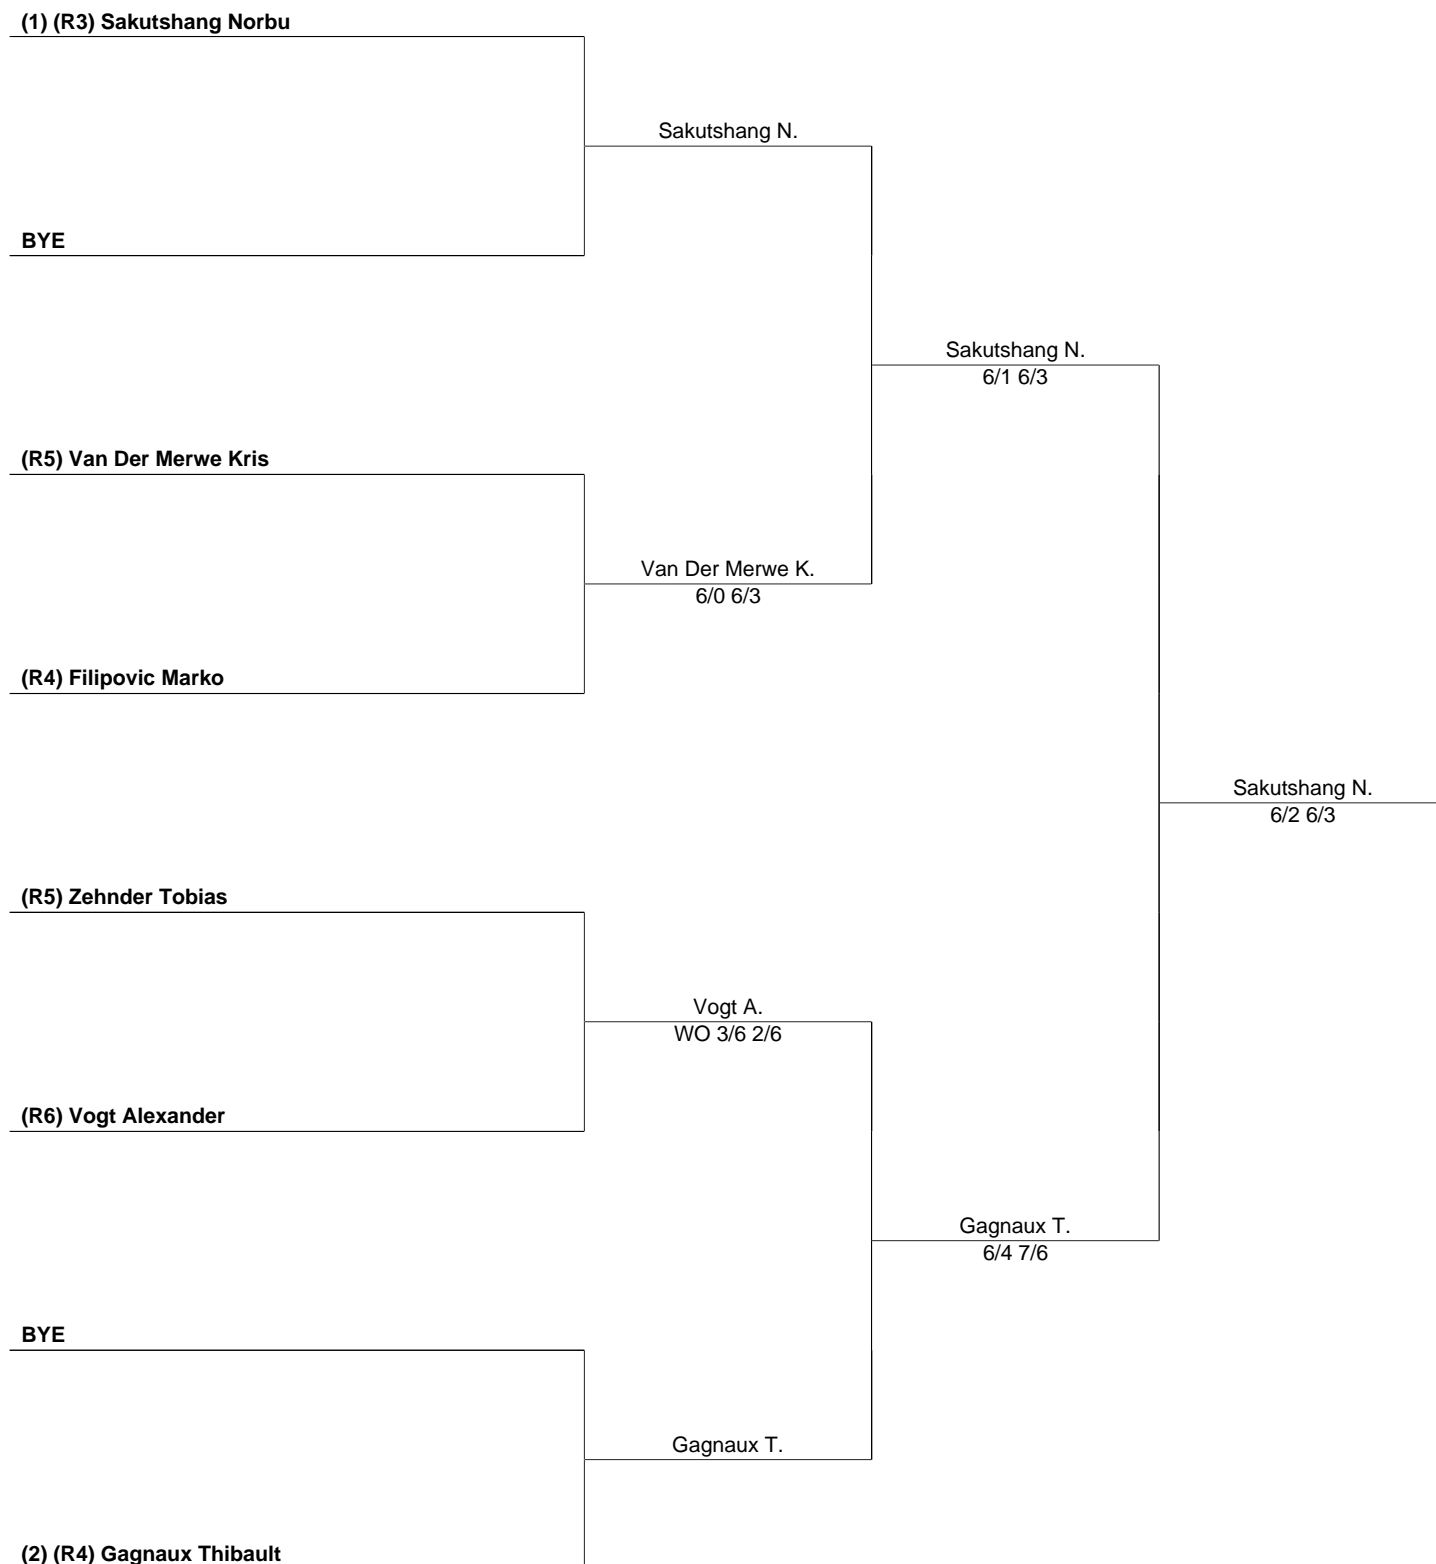 (1) (R3) Sakutshang Norbu
Sakutshang N.
BYE
Sakutshang N.
6/1 6/3
(R5) Van Der Merwe Kris
Van Der Merwe K.
6/0 6/3
(R4) Filipovic Marko
Sakutshang N.
6/2 6/3
(R5) Zehnder Tobias
Vogt A.
WO 3/6 2/6
(R6) Vogt Alexander
Gagnaux T.
6/4 7/6
BYE
Gagnaux T.
(2) (R4) Gagnaux Thibault